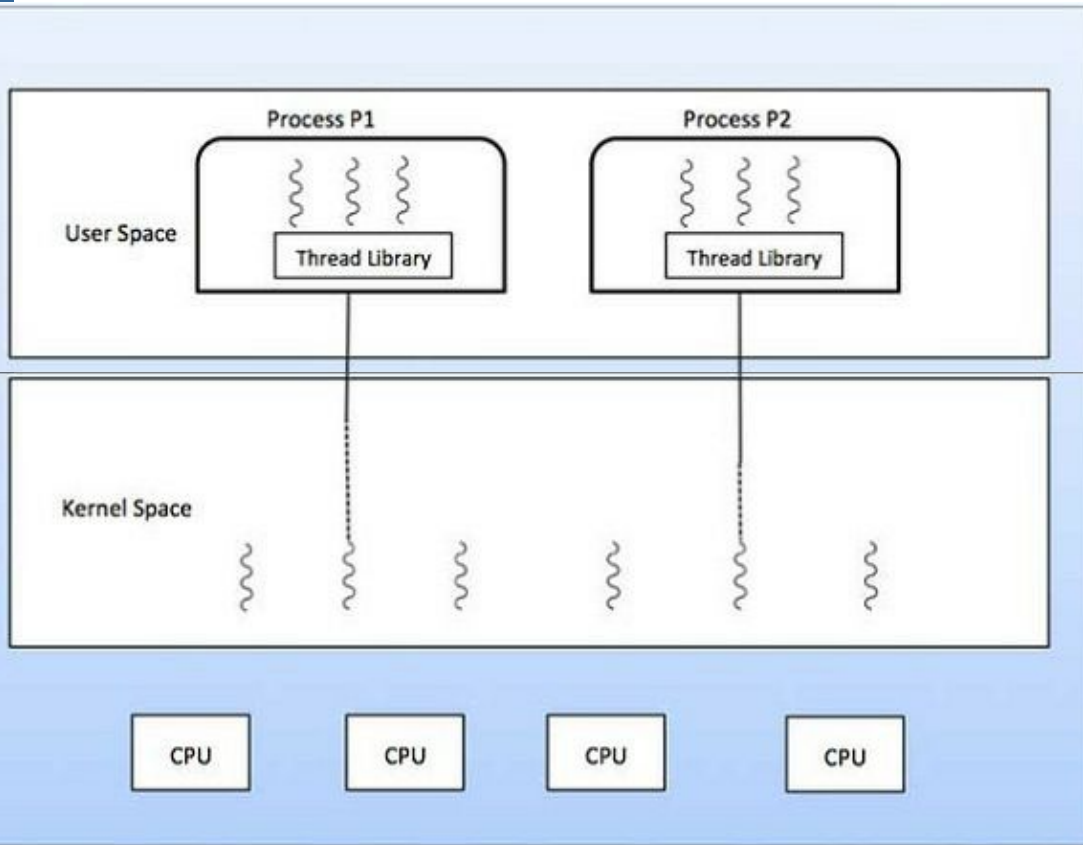 Process P1
Process P2
User Space
Thread Library
Thread Library
Kernel Space
CPU
CPU
CPU
CPU